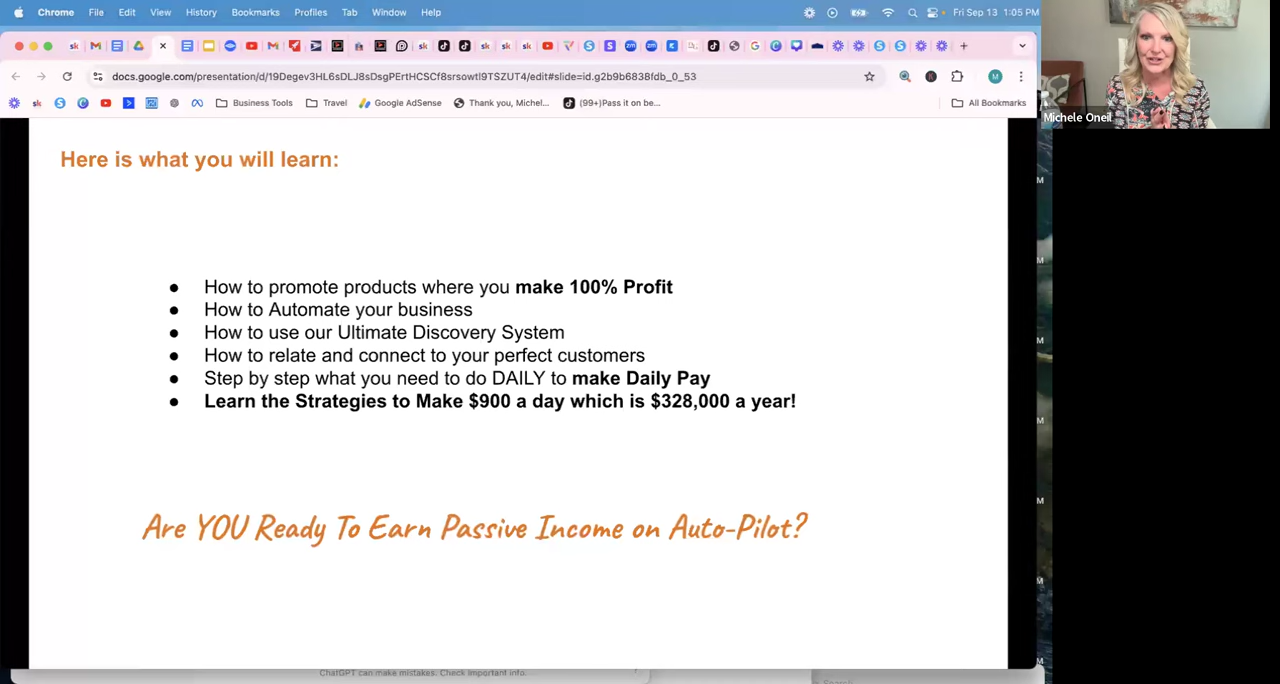 Chrome File Edit View History Bookmarks Profiles Tab Window Help Fri Sep 13 1:05 PM
docs.google.com/presentation/d/19Degev3HL6sDLJ8sDsgPErtHCSCf8srsowtl9TSZUT4/edit#slide=id.g2b9b6838fdb_0_53
Business Tools Travel Google AdSense Thank you, Michel... (99+)Pass it on be... All Bookmarks
Michele Oneil
Here is what you will learn:
● How to promote products where you make 100% Profit
● How to Automate your business
● How to use our Ultimate Discovery System
● How to relate and connect to your perfect customers
● Step by step what you need to do DAILY to make Daily Pay
● Learn the Strategies to Make $900 a day which is $328,000 a year!
Are YOU Ready To Earn Passive Income on Auto-Pilot?
ChatGPT can make mistakes. Check important info.